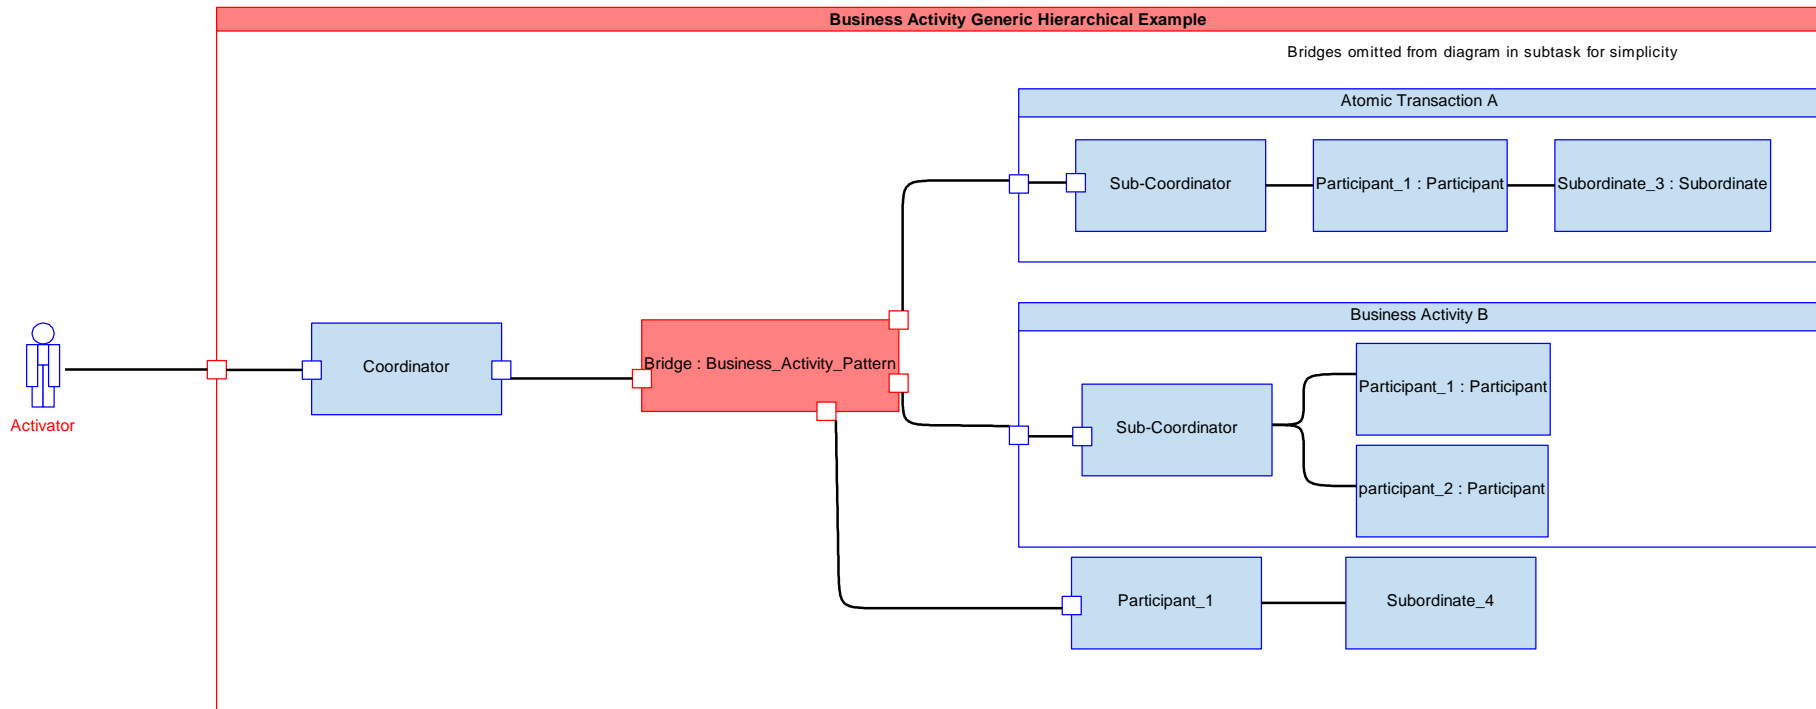 Business Activity Generic Hierarchical Example
Bridges omitted from diagram in subtask for simplicity
Atomic Transaction A
Sub-Coordinator
Participant_1 : Participant
Subordinate_3 : Subordinate
Business Activity B
Activator
Coordinator
Bridge : Business_Activity_Pattern
Sub-Coordinator
Participant_1 : Participant
participant_2 : Participant
Participant_1
Subordinate_4